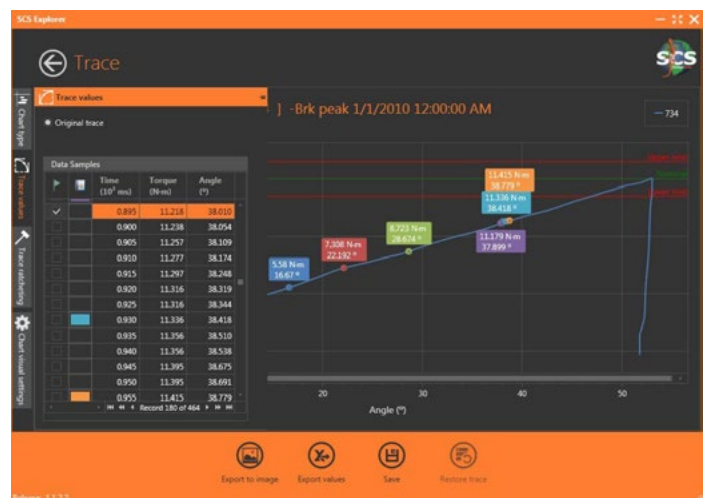 SCS Explorer
Trace
SCS
Chart type
Trace values
Trace ratcheting
Chart visual settings
Trace values
Original trace
Data Samples
Time (10³ ms) Torque (N·m) Angle (º)
0.895 11.218 38.010
0.900 11.238 38.054
0.905 11.257 38.109
0.910 11.277 38.174
0.915 11.297 38.248
0.920 11.316 38.319
0.925 11.316 38.344
0.930 11.336 38.418
0.935 11.356 38.510
0.940 11.356 38.538
0.945 11.395 38.675
0.950 11.395 38.691
0.955 11.415 38.779
Record 180 of 464
] -Brk peak 1/1/2010 12:00:00 AM
734
Upper limit
Lower limit
11.415 N·m
38.779 º
11.336 N·m
38.418 º
11.179 N·m
37.899 º
8,723 N·m
28.674 º
7,308 N·m
22.192 º
5.58 N·m
16.67 º
20 30 40 50
Angle (º)
Export to image
Export values
Save
Restore trace